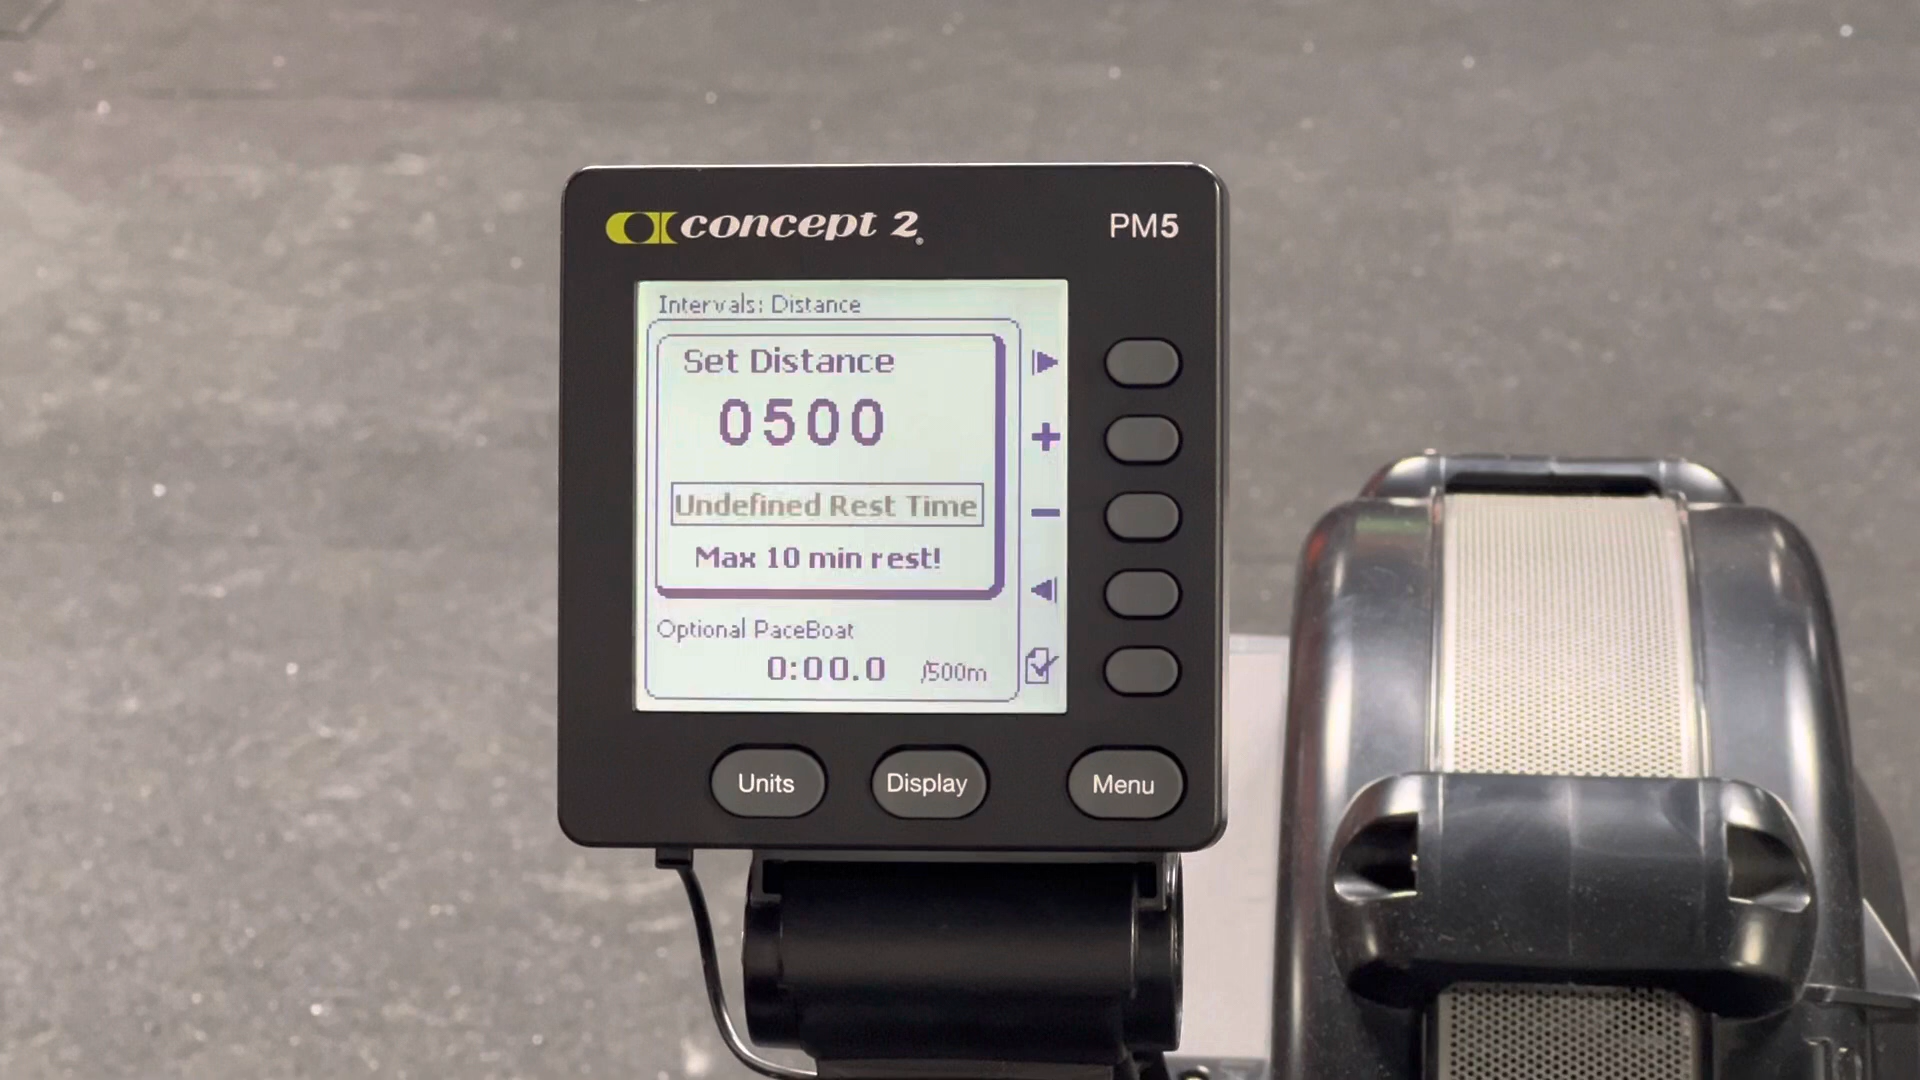 concept 2®
PM5
Intervals: Distance
Set Distance
0500
Undefined Rest Time
Max 10 min rest!
Optional PaceBoat
0:00.0 /500m
Units
Display
Menu